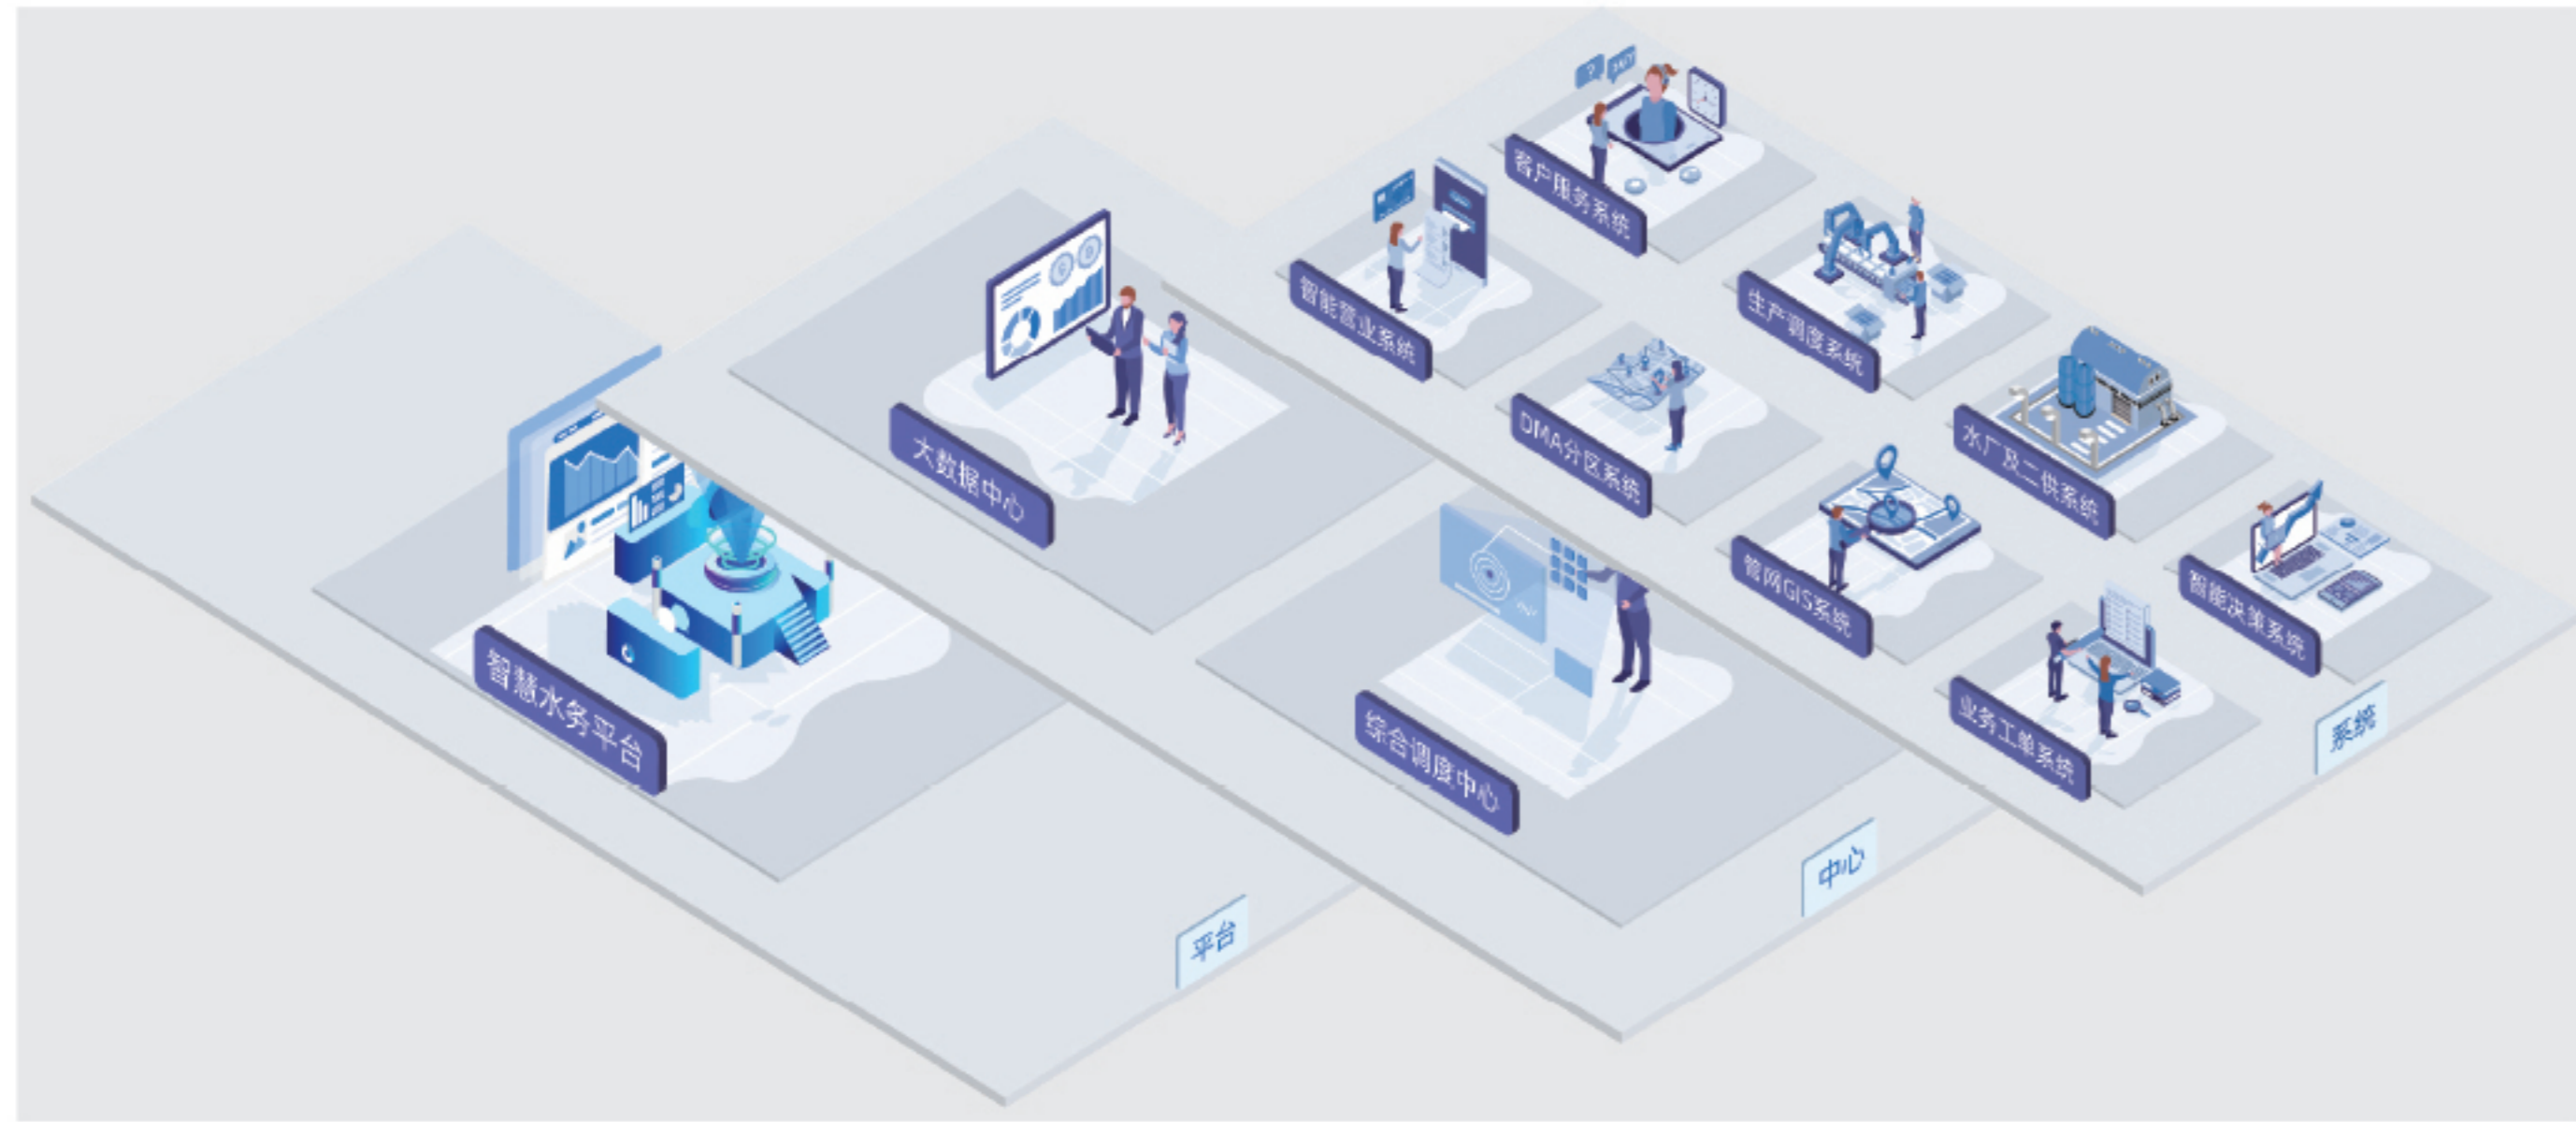 ?
24/7
客户服务系统
智能营业系统
生产调度系统
DMA分区系统
水厂及二供系统
管网GIS系统
智能决策系统
业务工单系统
系统
大数据中心
综合调度中心
中心
智慧水务平台
平台